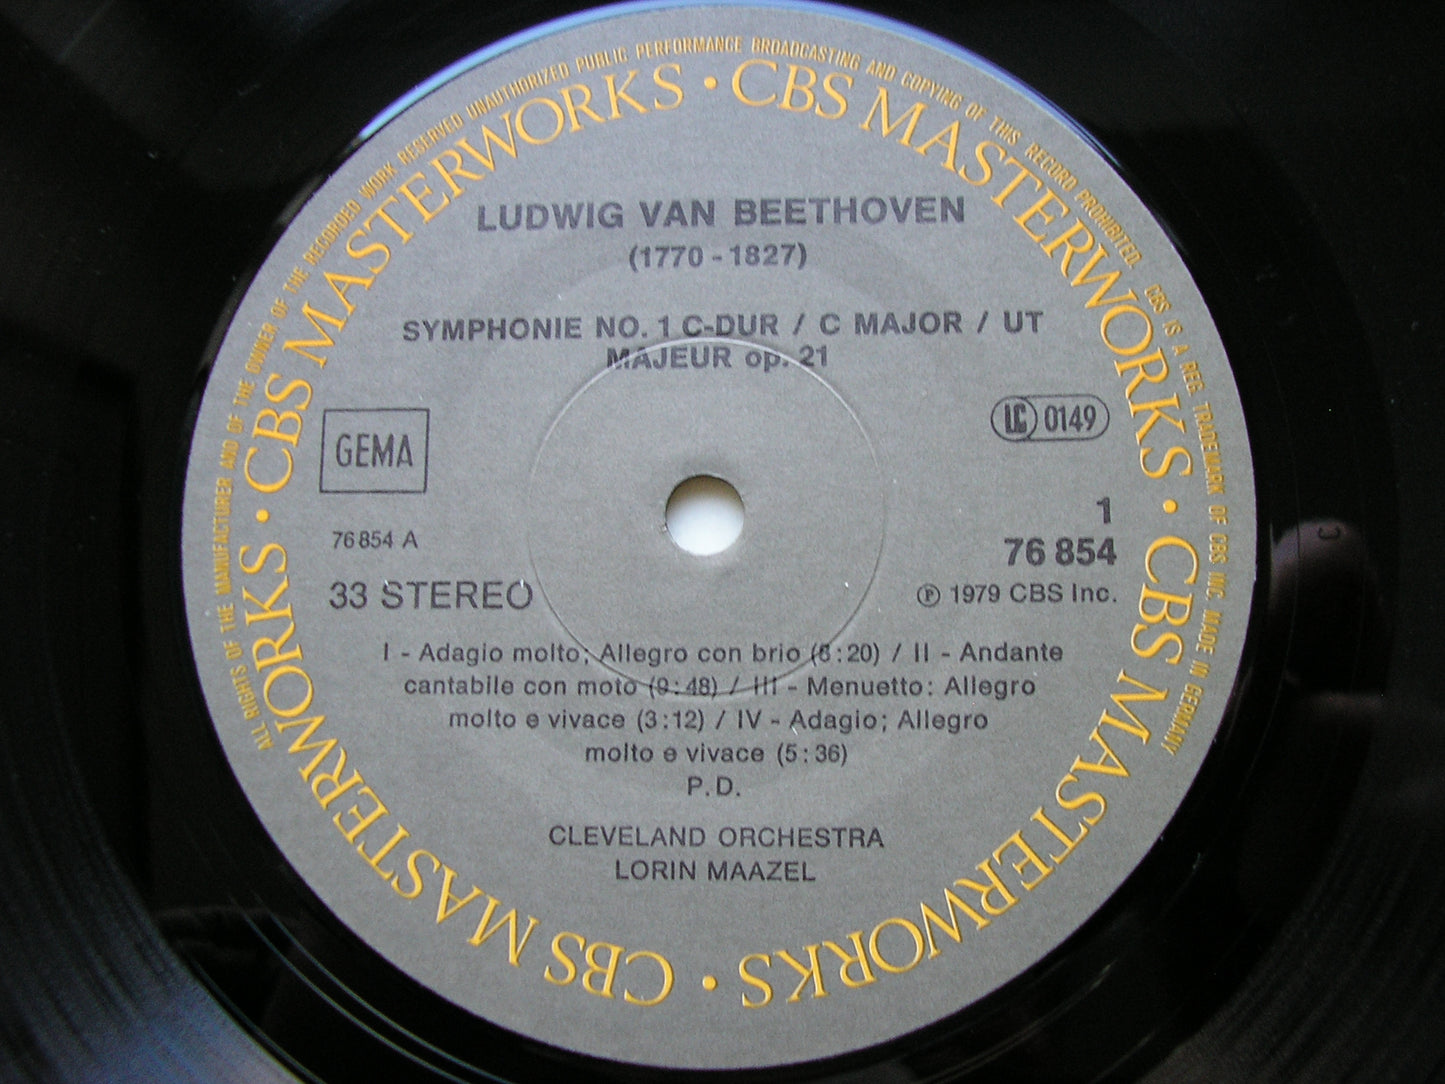 ALL RIGHTS OF THE MANUFACTURER AND OF THE OWNER OF THE RECORDED WORK RESERVED UNAUTHORIZED PUBLIC PERFORMANCE BROADCASTING AND COPYING OF THIS RECORD PROHIBITED. CBS IS A REG. TRADEMARK OF CBS INC. MADE IN GERMANY
CBS MASTERWORKS · CBS MASTERWORKS · CBS MASTERWORKS · CBS MASTERWORKS ·
LUDWIG VAN BEETHOVEN
(1770 - 1827)
SYMPHONIE NO. 1 C-DUR / C MAJOR / UT
MAJEUR op. 21
GEMA
LC 0149
76 854 A
1
76 854
33 STEREO
℗ 1979 CBS Inc.
I - Adagio molto; Allegro con brio (8:20) / II - Andante
cantabile con moto (9:48) / III - Menuetto: Allegro
molto e vivace (3:12) / IV - Adagio; Allegro
molto e vivace (5:36)
P.D.
CLEVELAND ORCHESTRA
LORIN MAAZEL